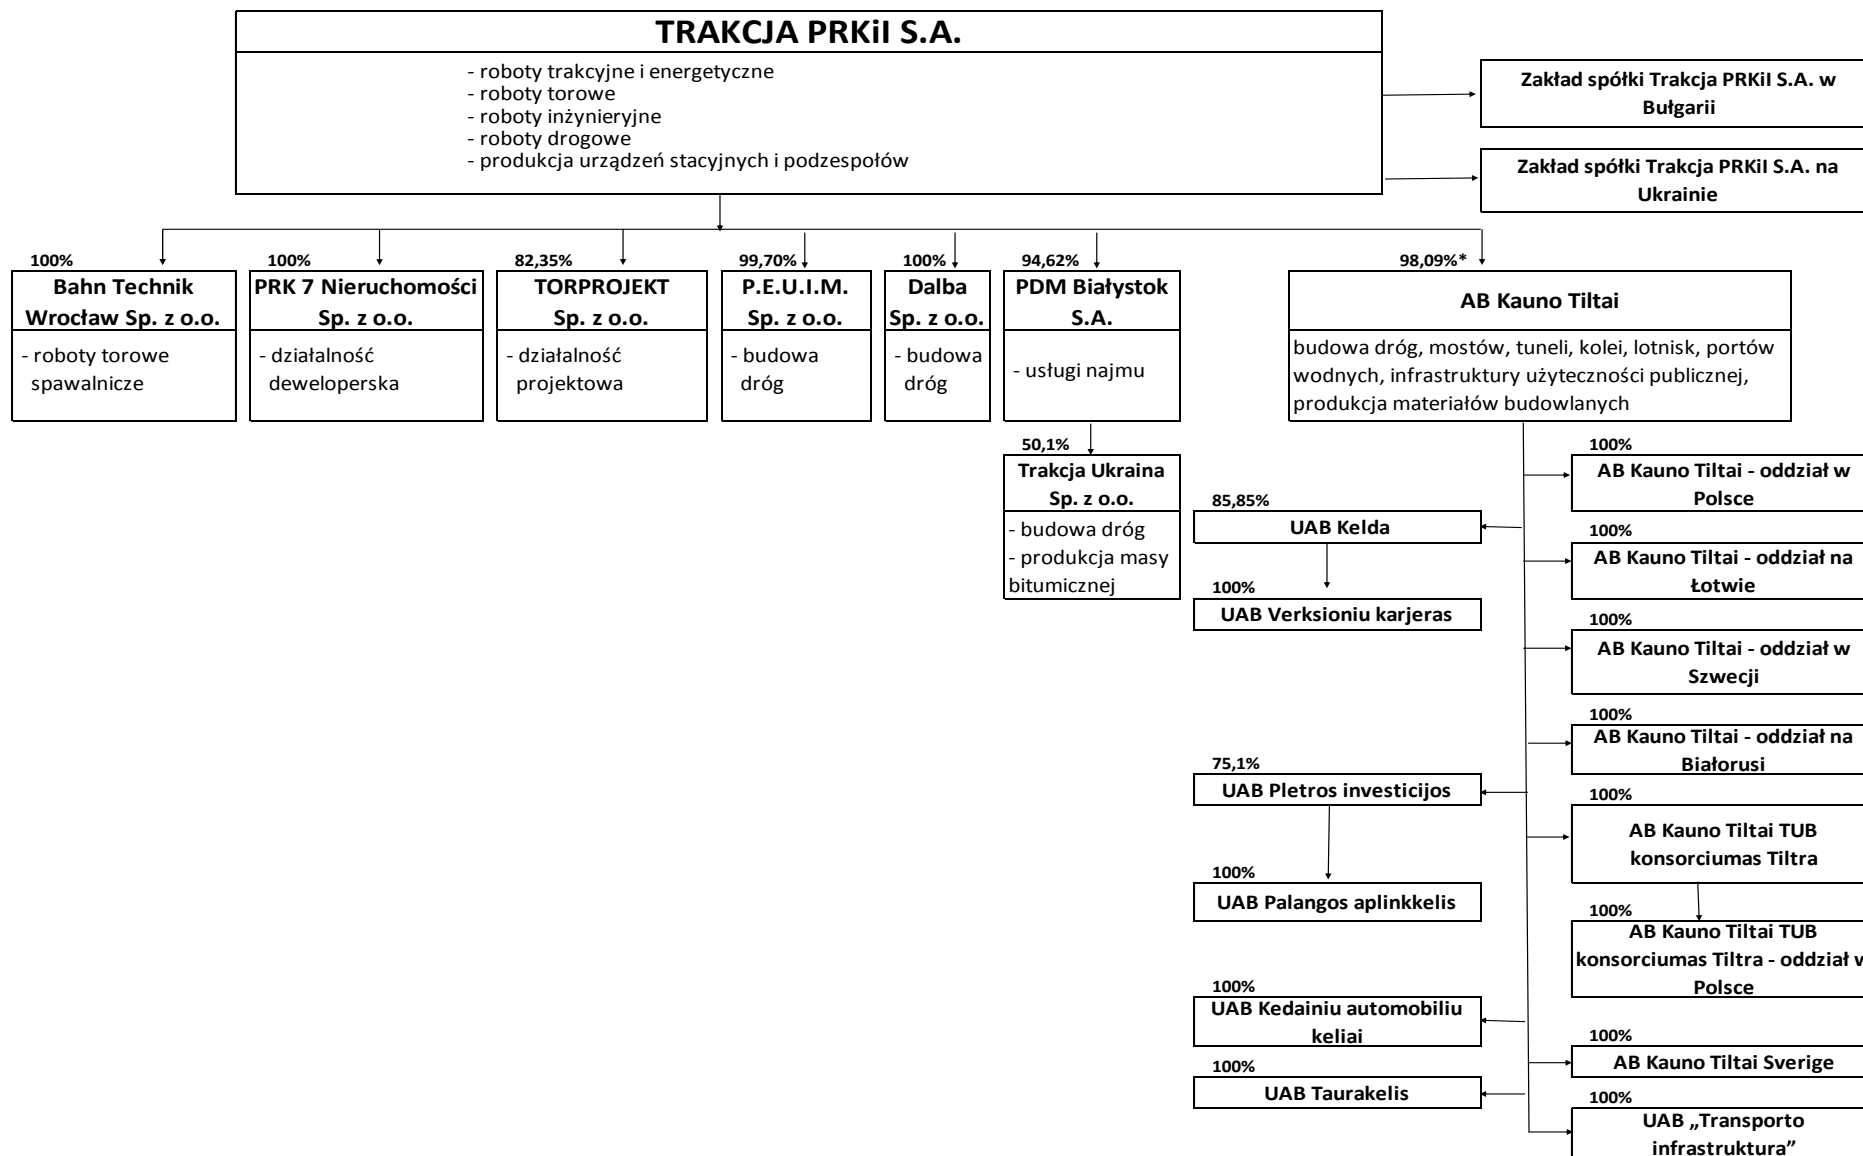 TRAKCJA PRKiI S.A.
- roboty trakcyjne i energetyczne
- roboty torowe
- roboty inżynieryjne
- roboty drogowe
- produkcja urządzeń stacyjnych i podzespołów
Zakład spółki Trakcja PRKiI S.A. w
Bułgarii
Zakład spółki Trakcja PRKiI S.A. na
Ukrainie
100%
Bahn Technik
Wrocław Sp. z o.o.
- roboty torowe
spawalnicze
100%
PRK 7 Nieruchomości
Sp. z o.o.
- działalność
deweloperska
82,35%
TORPROJEKT
Sp. z o.o.
- działalność
projektowa
99,70%
P.E.U.I.M.
Sp. z o.o.
- budowa
dróg
100%
Dalba
Sp. z o.o.
- budowa
dróg
94,62%
PDM Białystok
S.A.
- usługi najmu
50,1%
Trakcja Ukraina
Sp. z o.o.
- budowa dróg
- produkcja masy
bitumicznej
98,09%*
AB Kauno Tiltai
budowa dróg, mostów, tuneli, kolei, lotnisk, portów
wodnych, infrastruktury użyteczności publicznej,
produkcja materiałów budowlanych
85,85%
UAB Kelda
100%
UAB Verksioniu karjeras
75,1%
UAB Pletros investicijos
100%
UAB Palangos aplinkkelis
100%
UAB Kedainiu automobiliu
keliai
100%
UAB Taurakelis
100%
AB Kauno Tiltai - oddział w
Polsce
100%
AB Kauno Tiltai - oddział na
Łotwie
100%
AB Kauno Tiltai - oddział w
Szwecji
100%
AB Kauno Tiltai - oddział na
Białorusi
100%
AB Kauno Tiltai TUB
konsorciumas Tiltra
100%
AB Kauno Tiltai TUB
konsorciumas Tiltra - oddział w
Polsce
100%
AB Kauno Tiltai Sverige
100%
UAB „Transporto
infrastruktura”